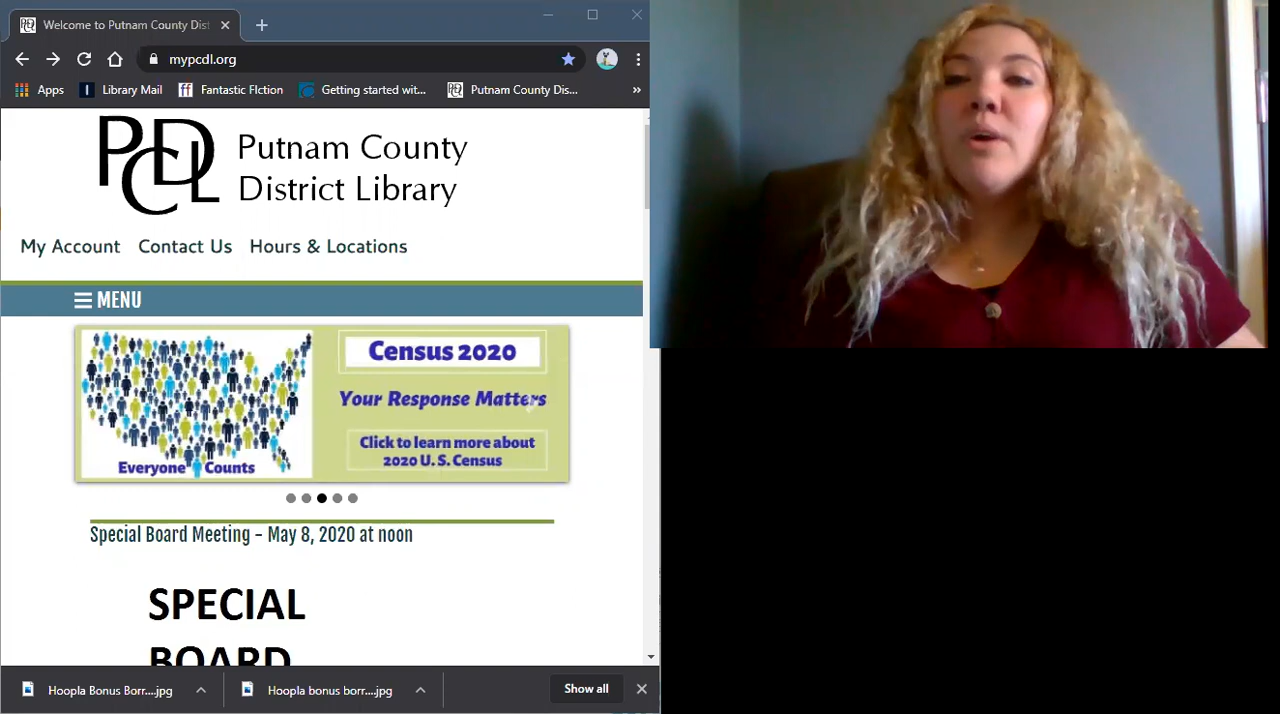 Welcome to Putnam County Dist
mypcdl.org
Apps
Library Mail
ff
Fantastic Fiction
Getting started wit...
PCDL
Putnam County Dis...
»
PCDL
Putnam County
District Library
My Account
Contact Us
Hours & Locations
MENU
Census 2020
Your Response Matters
Click to learn more about
2020 U. S. Census
Everyone Counts
Special Board Meeting - May 8, 2020 at noon
SPECIAL
BOARD
Hoopla Bonus Borr....jpg
Hoopla bonus borr....jpg
Show all